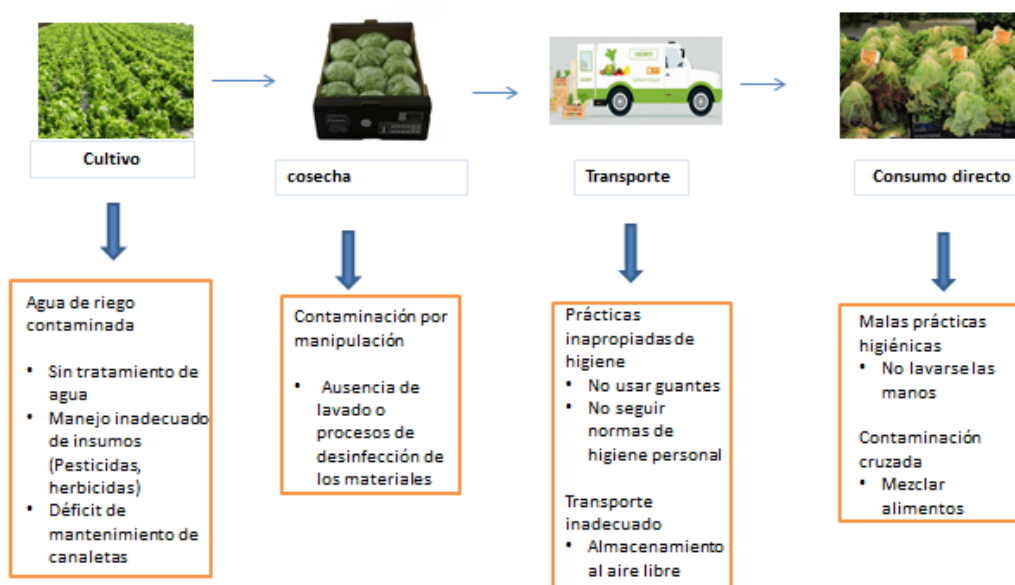 Cultivo
cosecha
Transporte
Consumo directo
Agua de riego
contaminada
• Sin tratamiento de
agua
• Manejo inadecuado
de insumos
(Pesticidas,
herbicidas)
• Déficit de
mantenimiento de
canaletas
Contaminación por
manipulación
• Ausencia de
lavado o
procesos de
desinfección de
los materiales
Prácticas
inapropiadas de
higiene
• No usar guantes
• No seguir
normas de
higiene personal
Transporte
inadecuado
• Almacenamiento
al aire libre
Malas prácticas
higiénicas
• No lavarse las
manos
Contaminación
cruzada
• Mezclar
alimentos